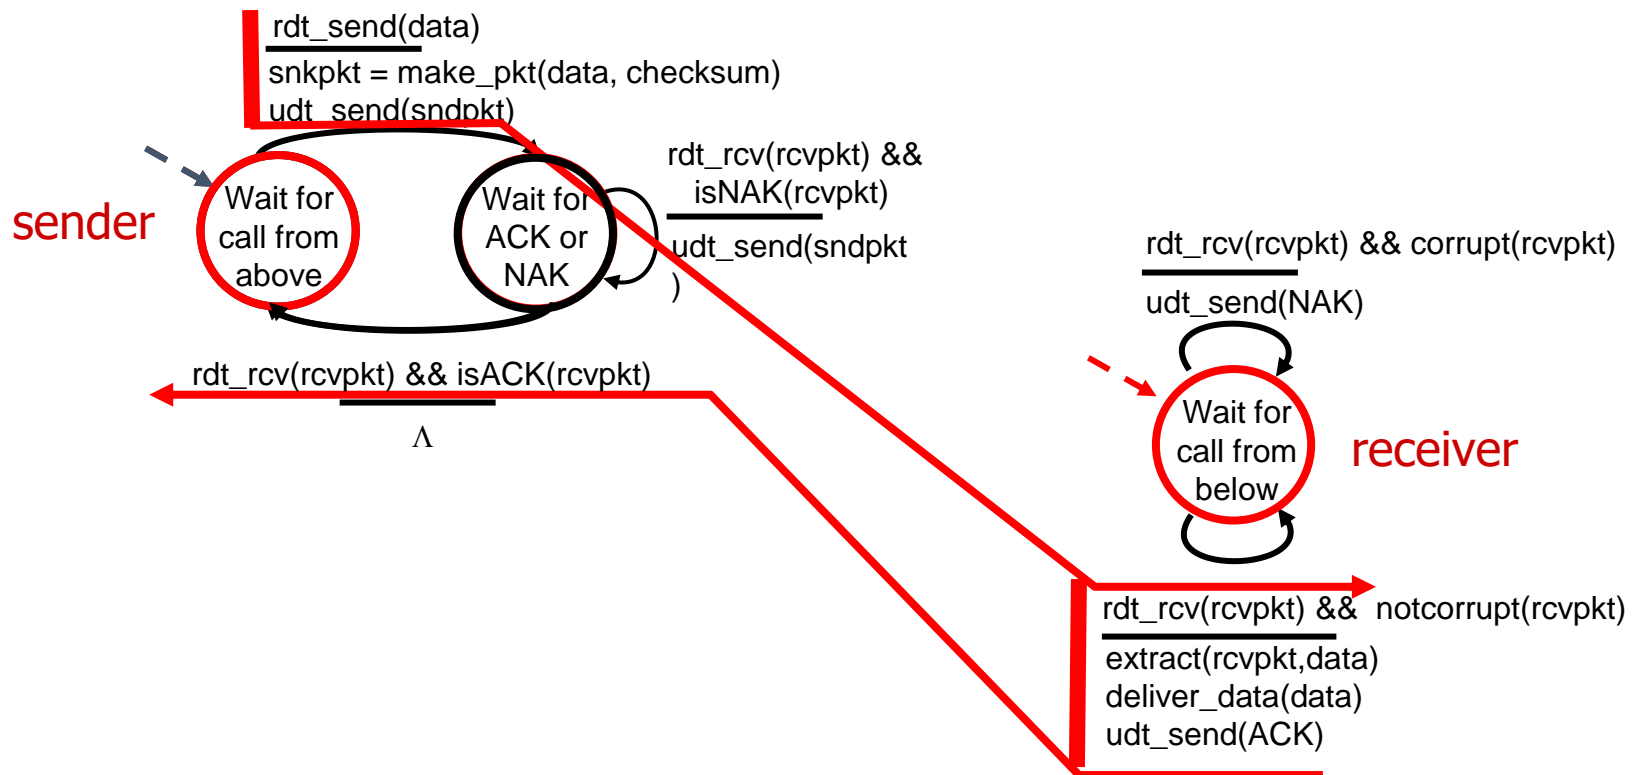 rdt_send(data)
snkpkt = make_pkt(data, checksum)
udt_send(sndpkt)
rdt_rcv(rcvpkt) &&
isNAK(rcvpkt)
udt_send(sndpkt
)
sender
Wait for
call from
above
Wait for
ACK or
NAK
rdt_rcv(rcvpkt) && corrupt(rcvpkt)
udt_send(NAK)
rdt_rcv(rcvpkt) && isACK(rcvpkt)
Λ
Wait for
call from
below
receiver
rdt_rcv(rcvpkt) && notcorrupt(rcvpkt)
extract(rcvpkt,data)
deliver_data(data)
udt_send(ACK)